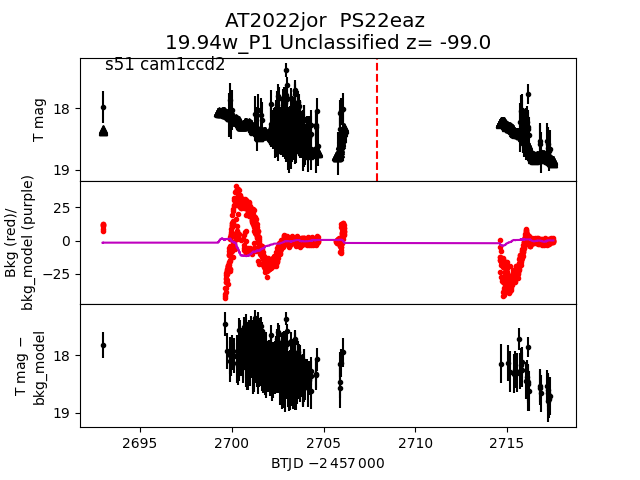 AT2022jor  PS22eaz
19.94w_P1 Unclassified z= -99.0
s51 cam1ccd2
T mag
18
19
Bkg (red)/
bkg_model (purple)
25
0
−25
T mag −
bkg_model
18
19
2695
2700
2705
2710
2715
BTJD −2 457 000